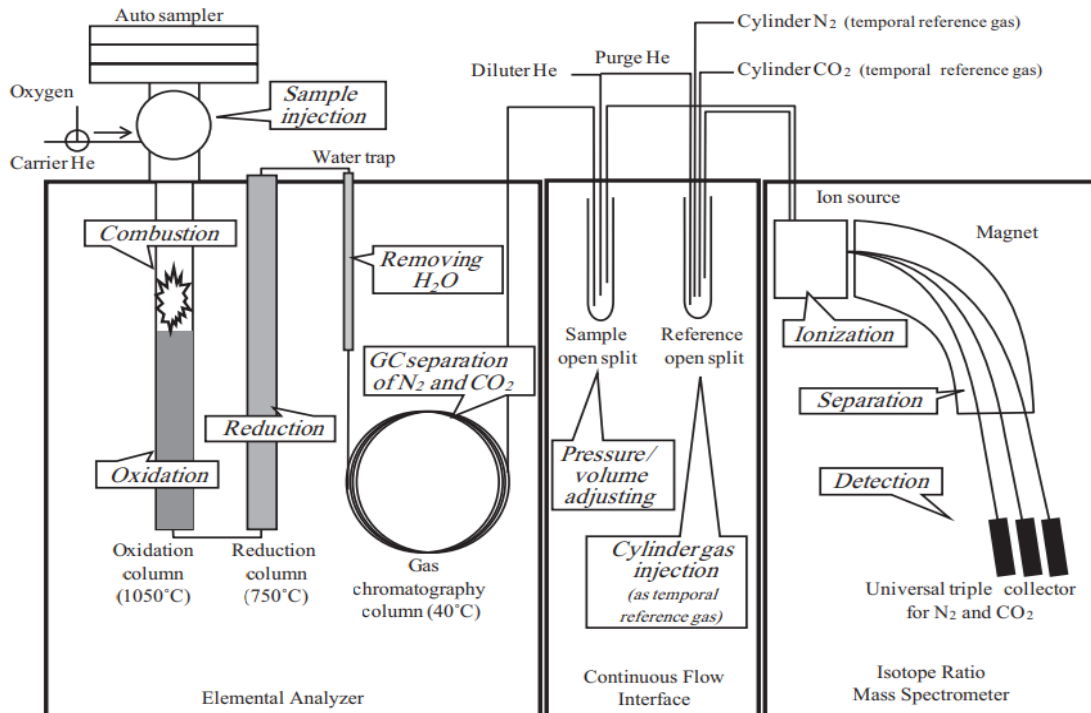 Auto sampler
Oxygen
Carrier He
Sample
injection
Water trap
Combustion
Removing
H₂O
GC separation
of N₂ and CO₂
Reduction
Oxidation
Oxidation
column
(1050˚C)
Reduction
column
(750˚C)
Gas
chromatography
column (40˚C)
Elemental Analyzer
Cylinder N₂ (temporal reference gas)
Purge He
Diluter He
Cylinder CO₂ (temporal reference gas)
Sample
open split
Reference
open split
Pressure/
volume
adjusting
Cylinder gas
injection
(as temporal
reference gas)
Continuous Flow
Interface
Ion source
Magnet
Ionization
Separation
Detection
Universal triple collector
for N₂ and CO₂
Isotope Ratio
Mass Spectrometer